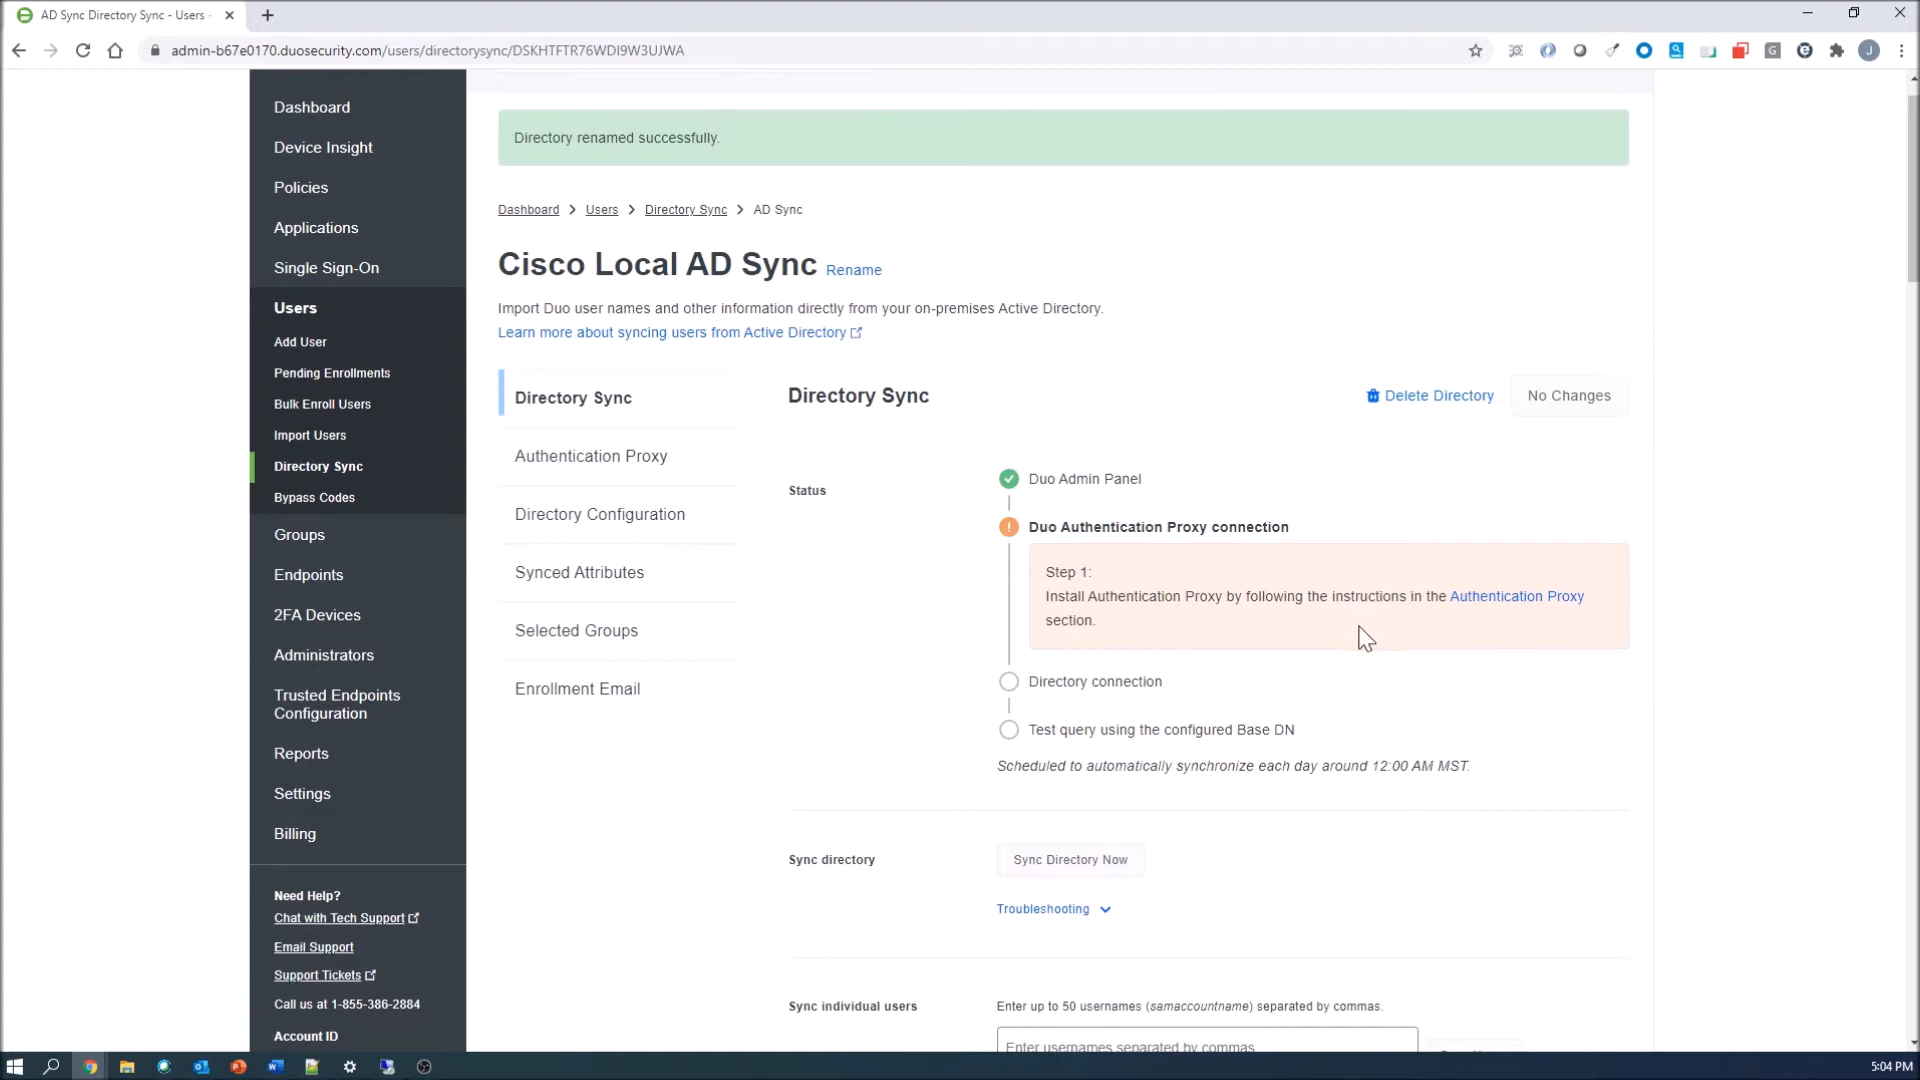 AD Sync Directory Sync - Users -
admin-b67e0170.duosecurity.com/users/directorysync/DSKHTFTR76WDI9W3UJWA
G
J
Dashboard
Device Insight
Policies
Applications
Single Sign-On
Users
Add User
Pending Enrollments
Bulk Enroll Users
Import Users
Directory Sync
Bypass Codes
Groups
Endpoints
2FA Devices
Administrators
Trusted Endpoints
Configuration
Reports
Settings
Billing
Need Help?
Chat with Tech Support
Email Support
Support Tickets
Call us at 1-855-386-2884
Account ID
Directory renamed successfully.
Dashboard > Users > Directory Sync > AD Sync
Cisco Local AD Sync Rename
Import Duo user names and other information directly from your on-premises Active Directory.
Learn more about syncing users from Active Directory
Directory Sync
Authentication Proxy
Directory Configuration
Synced Attributes
Selected Groups
Enrollment Email
Directory Sync
Delete Directory
No Changes
Status
Duo Admin Panel
Duo Authentication Proxy connection
Step 1:
Install Authentication Proxy by following the instructions in the Authentication Proxy
section.
Directory connection
Test query using the configured Base DN
Scheduled to automatically synchronize each day around 12:00 AM MST.
Sync directory
Sync Directory Now
Troubleshooting
Sync individual users
Enter up to 50 usernames (samaccountname) separated by commas.
Enter usernames separated by commas
5:04 PM